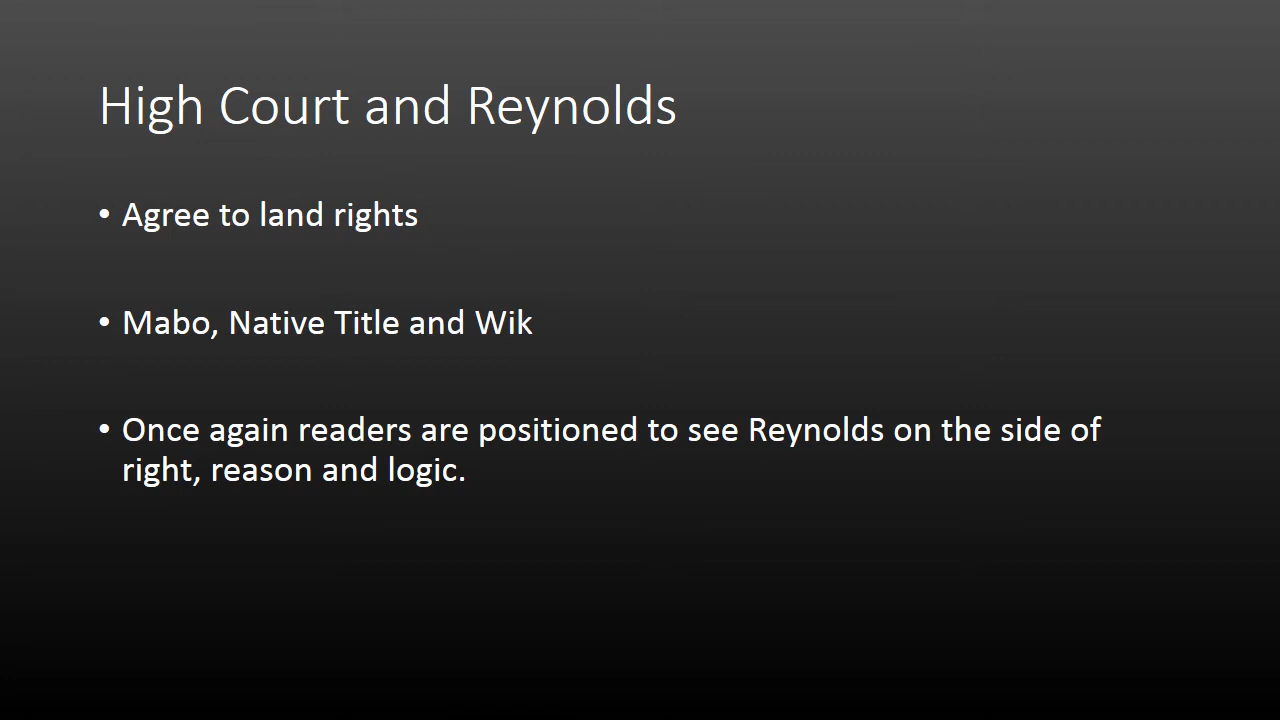 High Court and Reynolds
• Agree to land rights
• Mabo, Native Title and Wik
• Once again readers are positioned to see Reynolds on the side of
right, reason and logic.